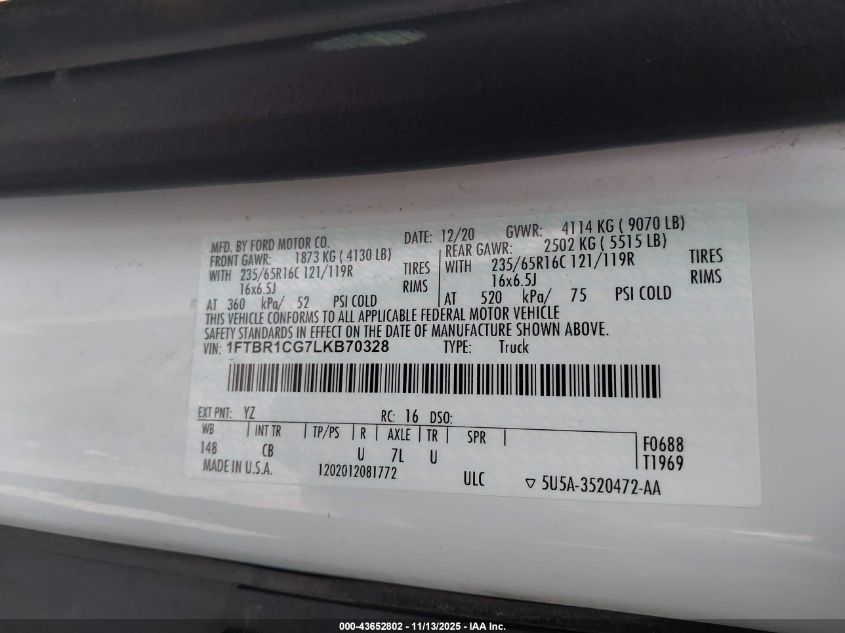 MFD. BY FORD MOTOR CO. DATE: 12/20 GVWR: 4114 KG ( 9070 LB)
FRONT GAWR: 1873 KG ( 4130 LB) REAR GAWR: 2502 KG ( 5515 LB)
WITH 235/65R16C 121/119R TIRES WITH 235/65R16C 121/119R TIRES
16x6.5J RIMS 16x6.5J RIMS
AT 360 kPa/ 52 PSI COLD AT 520 kPa/ 75 PSI COLD
THIS VEHICLE CONFORMS TO ALL APPLICABLE FEDERAL MOTOR VEHICLE
SAFETY STANDARDS IN EFFECT ON THE DATE OF MANUFACTURE SHOWN ABOVE.
VIN: 1FTBR1CG7LKB70328 TYPE: Truck
EXT PNT: YZ RC: 16 DSO:
WB INT TR TP/PS R AXLE TR SPR F0688
148 CB U 7L U T1969
MADE IN U.S.A. 1202012081772 ULC ▽ 5U5A-3520472-AA
000-43652802 - 11/13/2025 - IAA Inc.